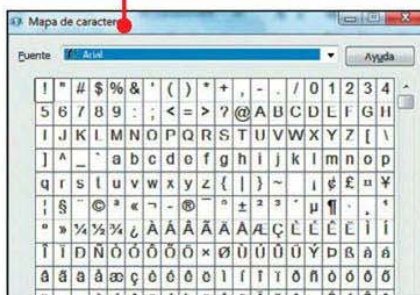 Mapa de caracteres
Fuente : Arial Ayuda
! " # $ % & ' ( ) * + , - . / 0 1 2 3 4
5 6 7 8 9 : ; < = > ? @ A B C D E F G H
I J K L M N O P Q R S T U V W X Y Z [ \
] ^ _ ` a b c d e f g h i j k l m n o p
q r s t u v w x y z { | } ~ ¡ ¢ £ ¤ ¥
¦ § ¨ © ª « ¬ - ® ¯ ° ± ² ³ ´ µ ¶ · ¸ ¹
º » ¼ ½ ¾ ¿ À Á Â Ã Ä Å Æ Ç È É Ê Ë Ì Í
Î Ï Ð Ñ Ò Ó Ô Õ Ö × Ø Ù Ú Û Ü Ý Þ ß à á
â ã ä å æ ç è é ê ë ì í î ï ð ñ ò ó ô õ